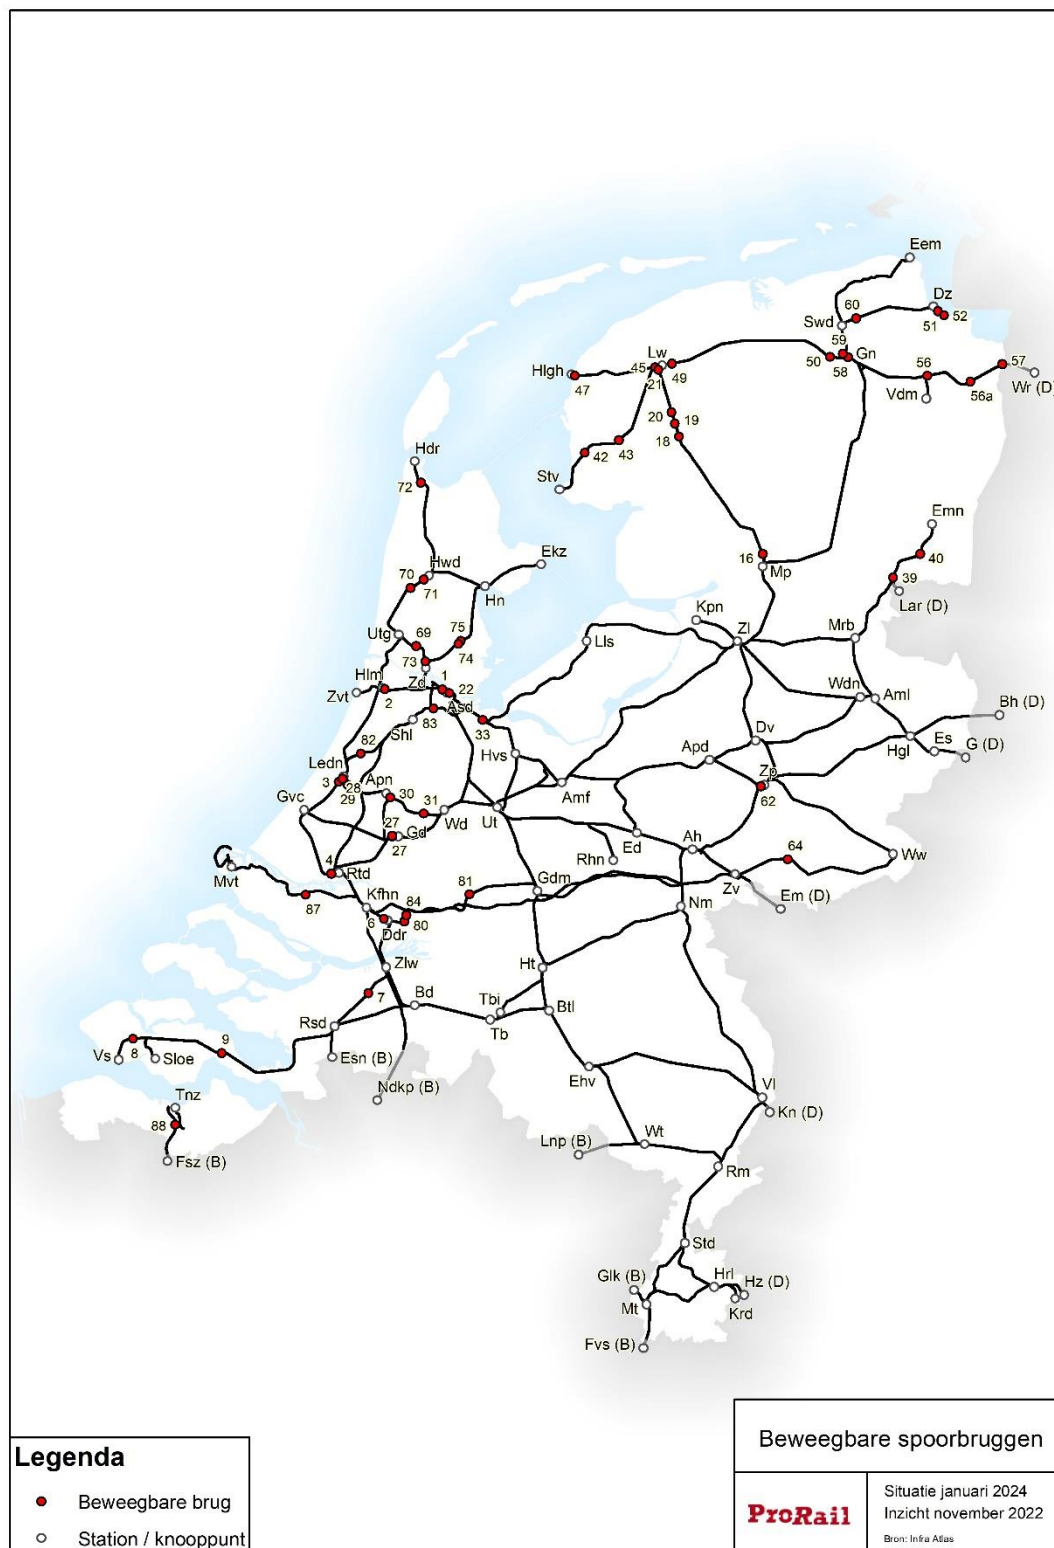 Eem
Dz
60
52
51
Swd
59
Gn
50
58
56
57
Vdm
56a
Wr (D)
Lw
45
49
Hlgh
47
21
20
19
18
43
42
Stv
Hdr
72
Emn
40
16
Mp
39
Lar (D)
Ekz
Hwd
70
71
Hn
Kpn
Zl
Mrb
Lls
Utg
69
75
73
74
Zd
1
22
Hlm
Zvt
2
Asd
83
33
Shl
Wdn
Aml
Bh (D)
Dv
Hgl
Es
G (D)
82
Hvs
Apd
Zp
62
Ledn
3
28
29
Apn
30
Amf
Gvc
31
Wd
Ut
27
Gd
27
Ed
Ah
64
Ww
Rhn
4
Rtd
Mvt
Zv
Em (D)
Kfhn
81
Gdm
87
84
6
80
Ddr
Nm
Zlw
Ht
7
Bd
Tbi
Btl
Rsd
Tb
9
8
Vs
Sloe
Esn (B)
Ndkp (B)
Ehv
Tnz
88
Fsz (B)
Vl
Kn (D)
Lnp (B)
Wt
Rm
Std
Glk (B)
Hrl
Hz (D)
Mt
Krd
Fvs (B)
Legenda
Beweegbare brug
Station / knooppunt
Beweegbare spoorbruggen
ProRail
Situatie januari 2024
Inzicht november 2022
Bron: Infra Atlas